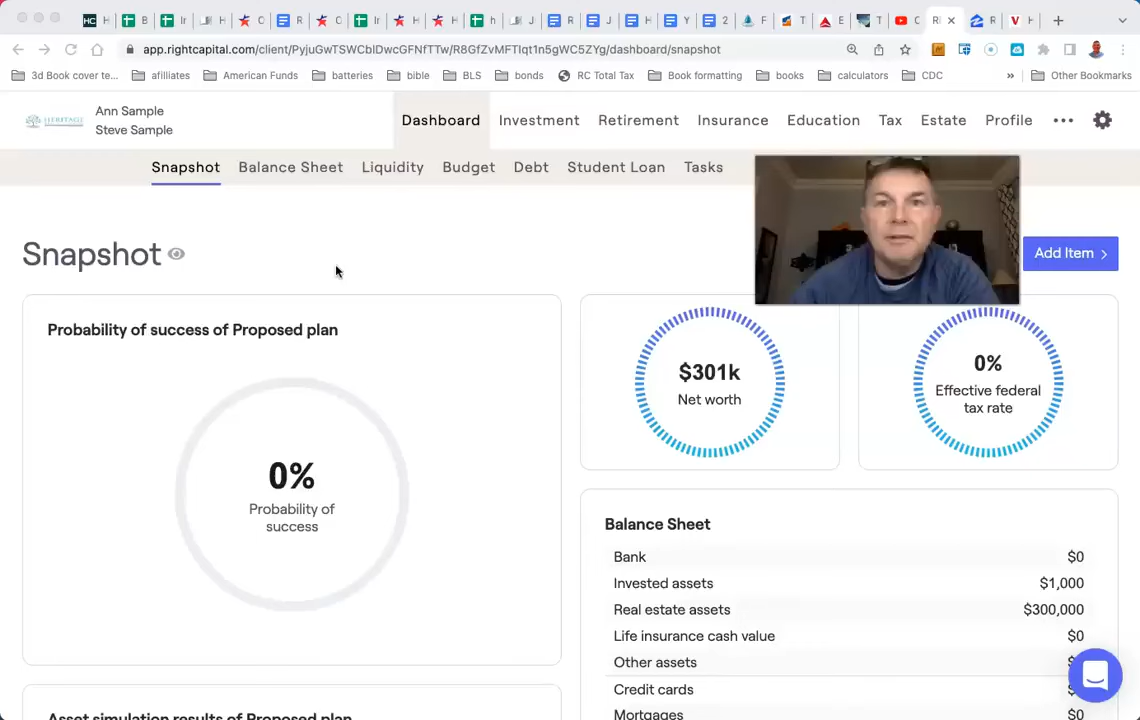 H
B
Ir
H
C
R
C
Ir
H
H
h
J
R
J
H
Y
2
F
T
E
T
C
R
R
H
app.rightcapital.com/client/PyjuGwTSWCblDwcGFNfTTw/R8GfZvMFTIqt1n5gWC5ZYg/dashboard/snapshot
3d Book cover te... afiliates American Funds batteries bible BLS bonds RC Total Tax Book formatting books calculators CDC » Other Bookmarks
HERITAGE
Ann Sample
Steve Sample
Dashboard Investment Retirement Insurance Education Tax Estate Profile
Snapshot Balance Sheet Liquidity Budget Debt Student Loan Tasks
Snapshot
Add Item
Probability of success of Proposed plan
0%
Probability of
success
$301k
Net worth
0%
Effective federal
tax rate
Balance Sheet
Bank $0
Invested assets $1,000
Real estate assets $300,000
Life insurance cash value $0
Other assets
Credit cards
Mortgages $0
Asset simulation results of Proposed plan